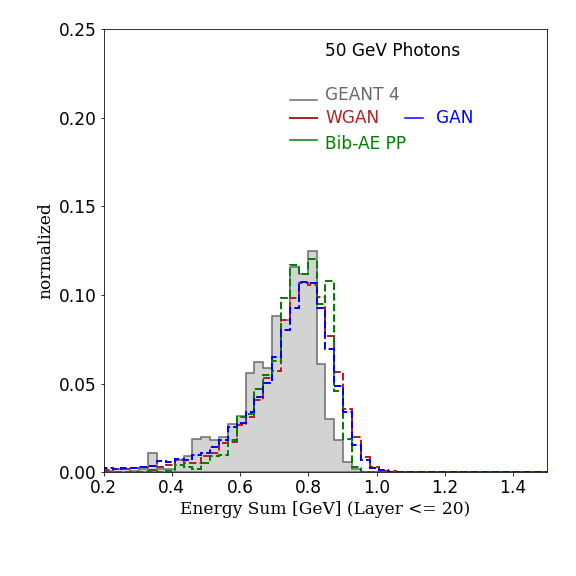 0.25
50 GeV Photons
GEANT 4
0.20
WGAN
GAN
Bib-AE PP
0.15
normalized
0.10
0.05
0.00
0.2 0.4 0.6 0.8 1.0 1.2 1.4
Energy Sum [GeV] (Layer <= 20)